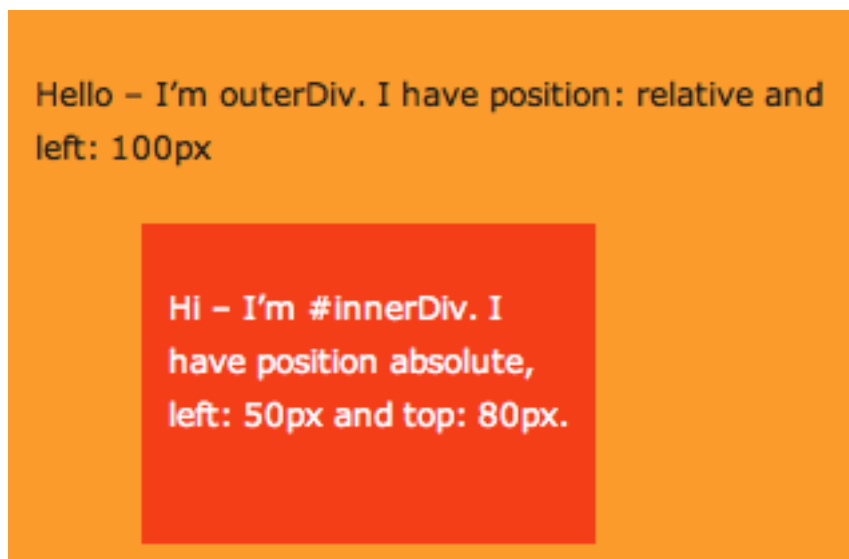 Hello – I’m outerDiv. I have position: relative and
left: 100px
Hi – I’m #innerDiv. I
have position absolute,
left: 50px and top: 80px.